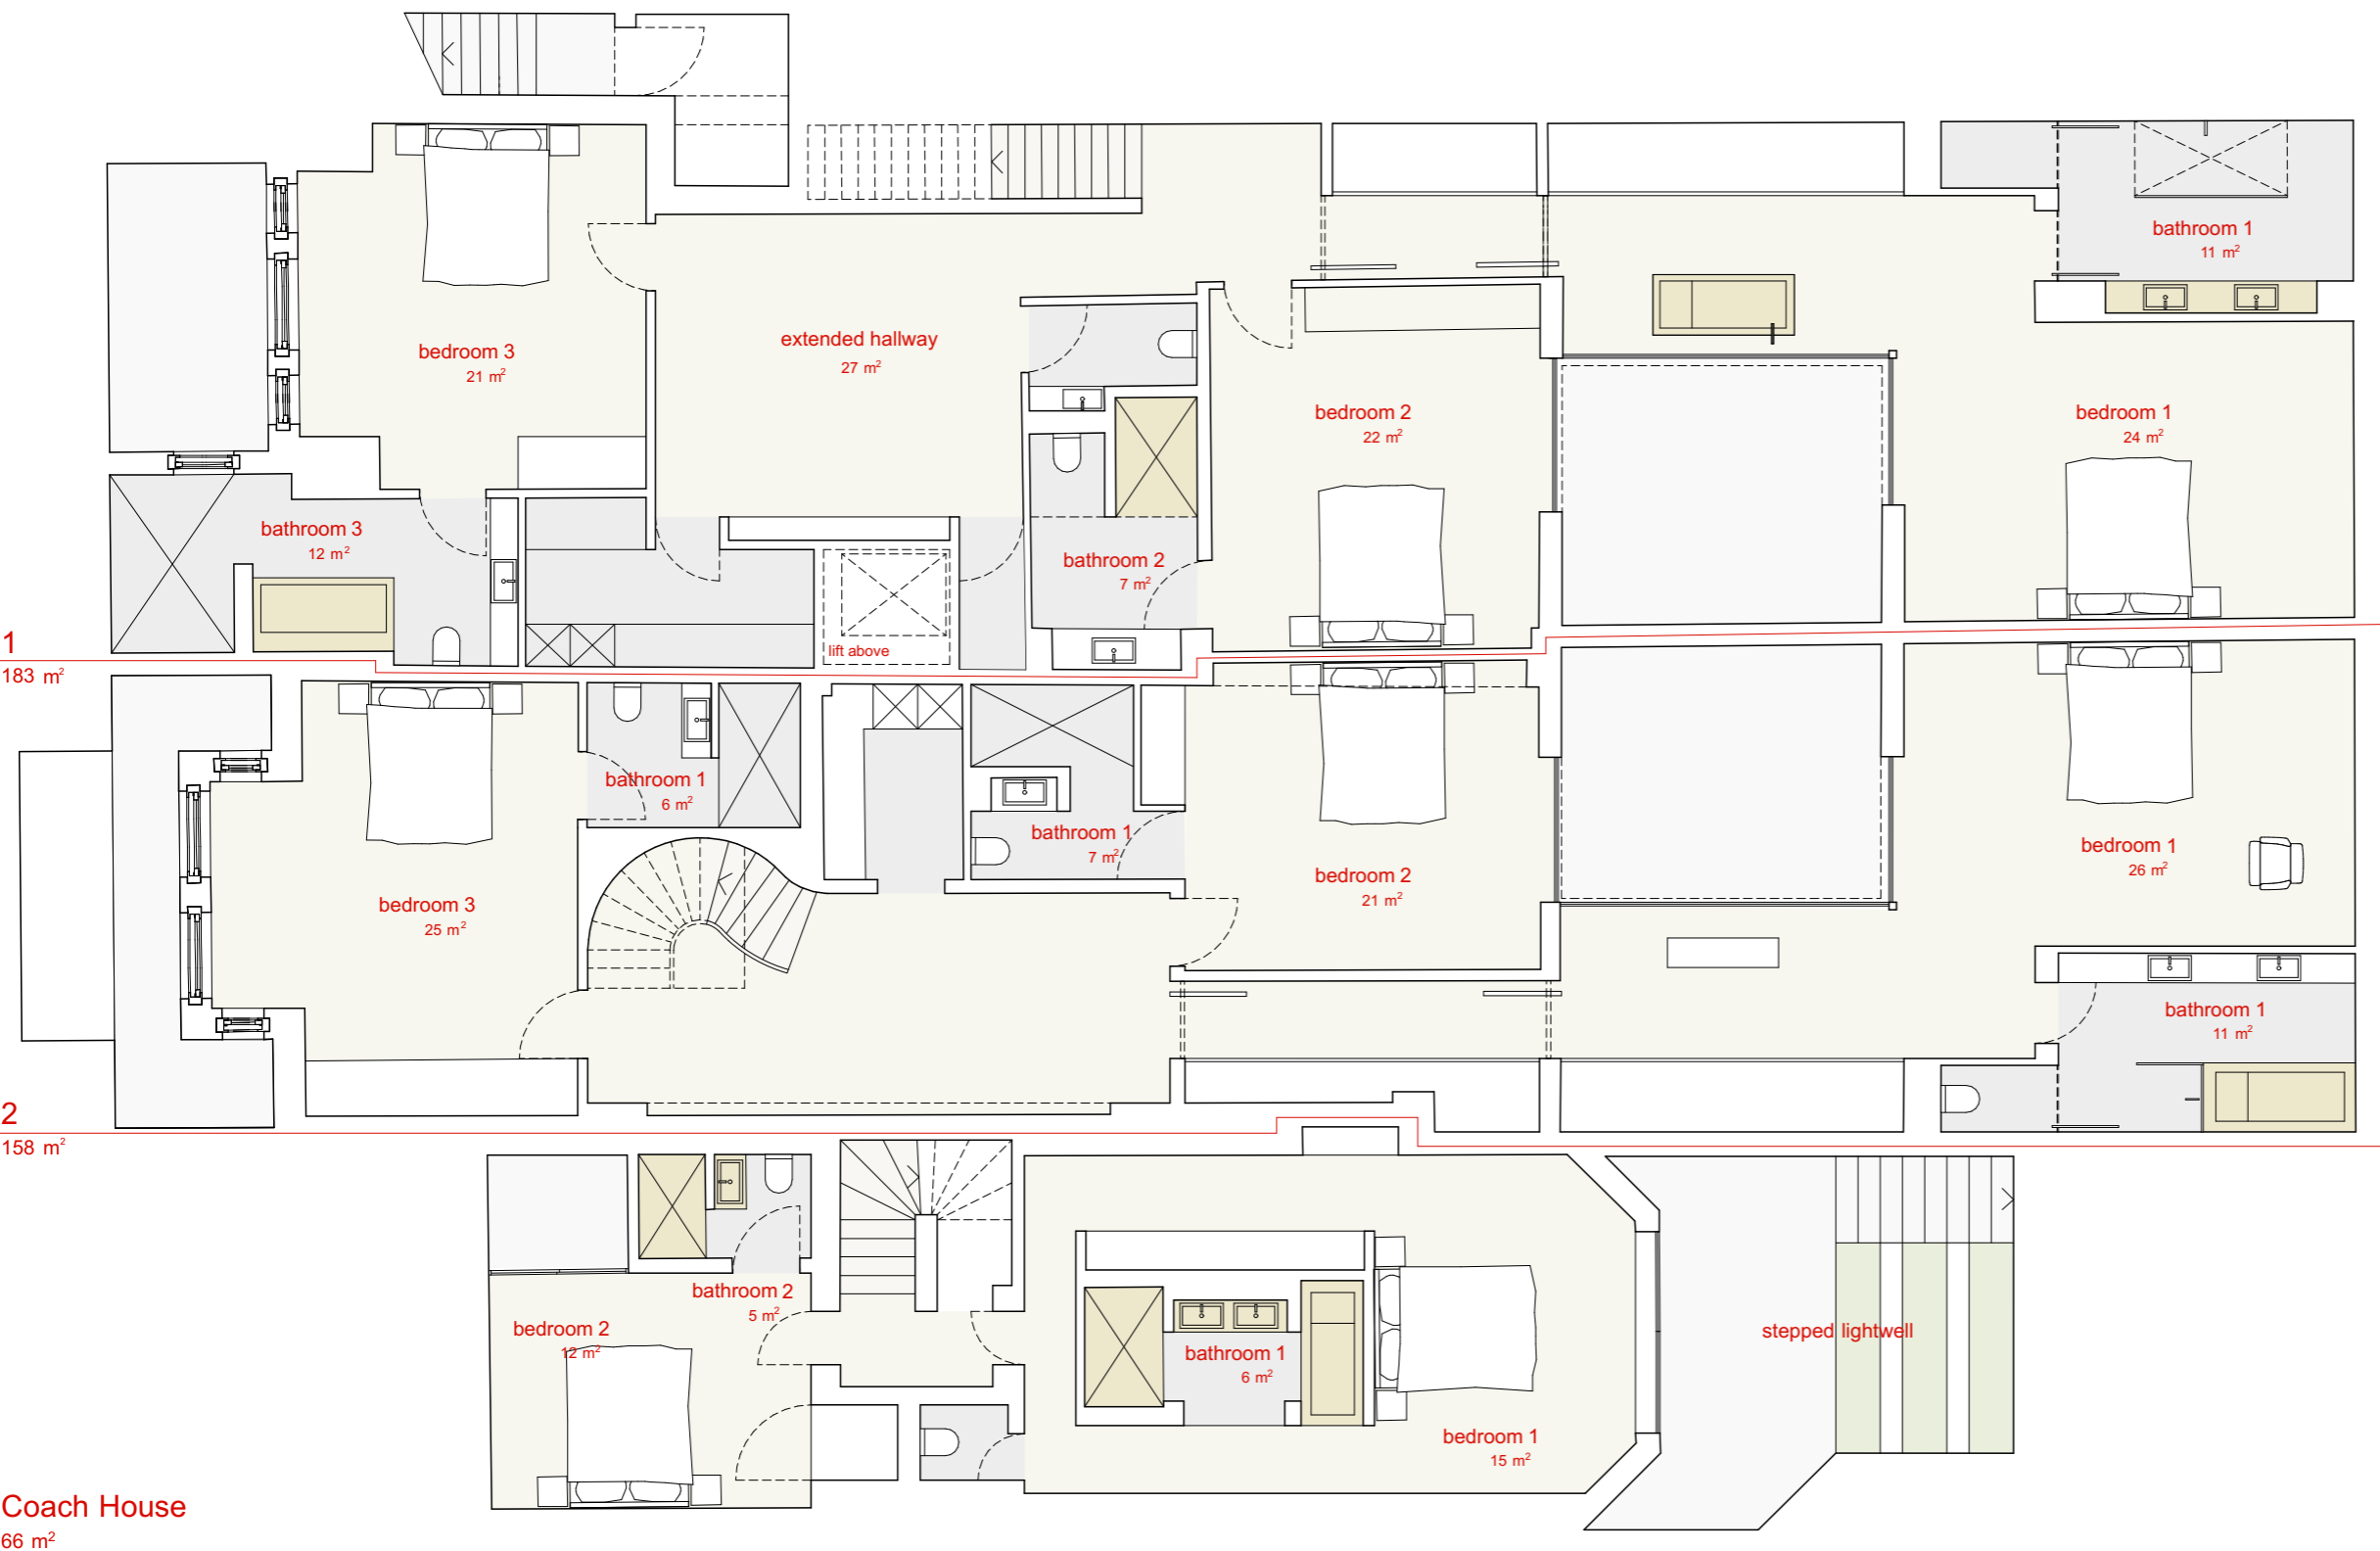 bathroom 1
11 m²
bedroom 3
21 m²
extended hallway
27 m²
bedroom 2
22 m²
bedroom 1
24 m²
bathroom 3
12 m²
bathroom 2
7 m²
lift above
1
183 m²
bathroom 1
6 m²
bathroom 1
7 m²
bedroom 2
21 m²
bedroom 1
26 m²
bedroom 3
25 m²
bathroom 1
11 m²
2
158 m²
bathroom 2
5 m²
bedroom 2
12 m²
bathroom 1
6 m²
stepped lightwell
bedroom 1
15 m²
Coach House
66 m²